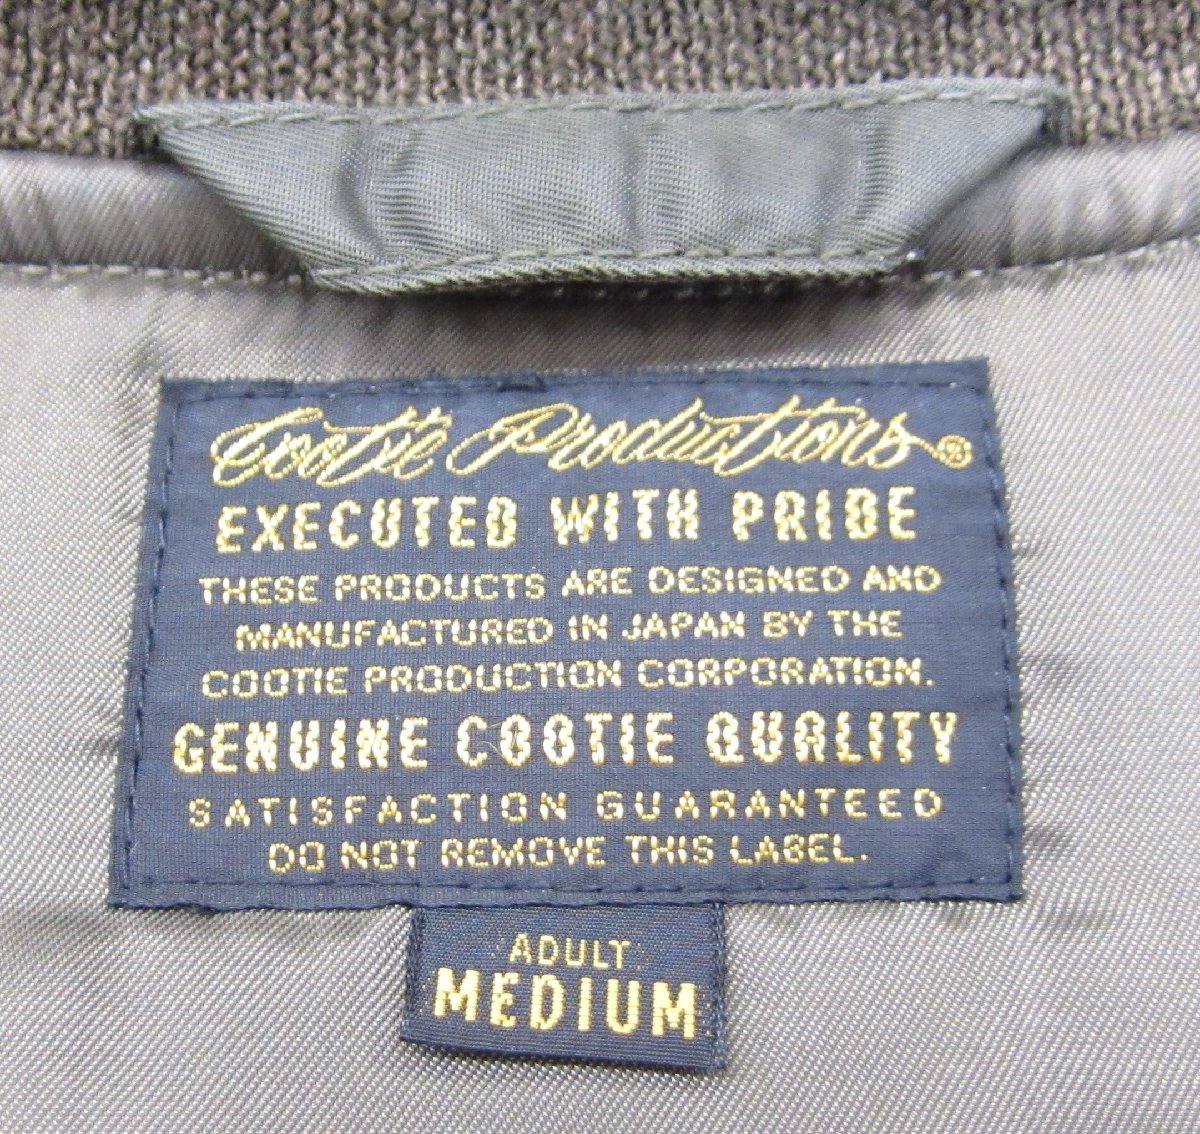 Cootie Productions®
EXECUTED WITH PRIDE
THESE PRODUCTS ARE DESIGNED AND
MANUFACTURED IN JAPAN BY THE
COOTIE PRODUCTION CORPORATION.
GENUINE COOTIE QUALITY
SATISFACTION GUARANTEED
DO NOT REMOVE THIS LABEL.
ADULT
MEDIUM